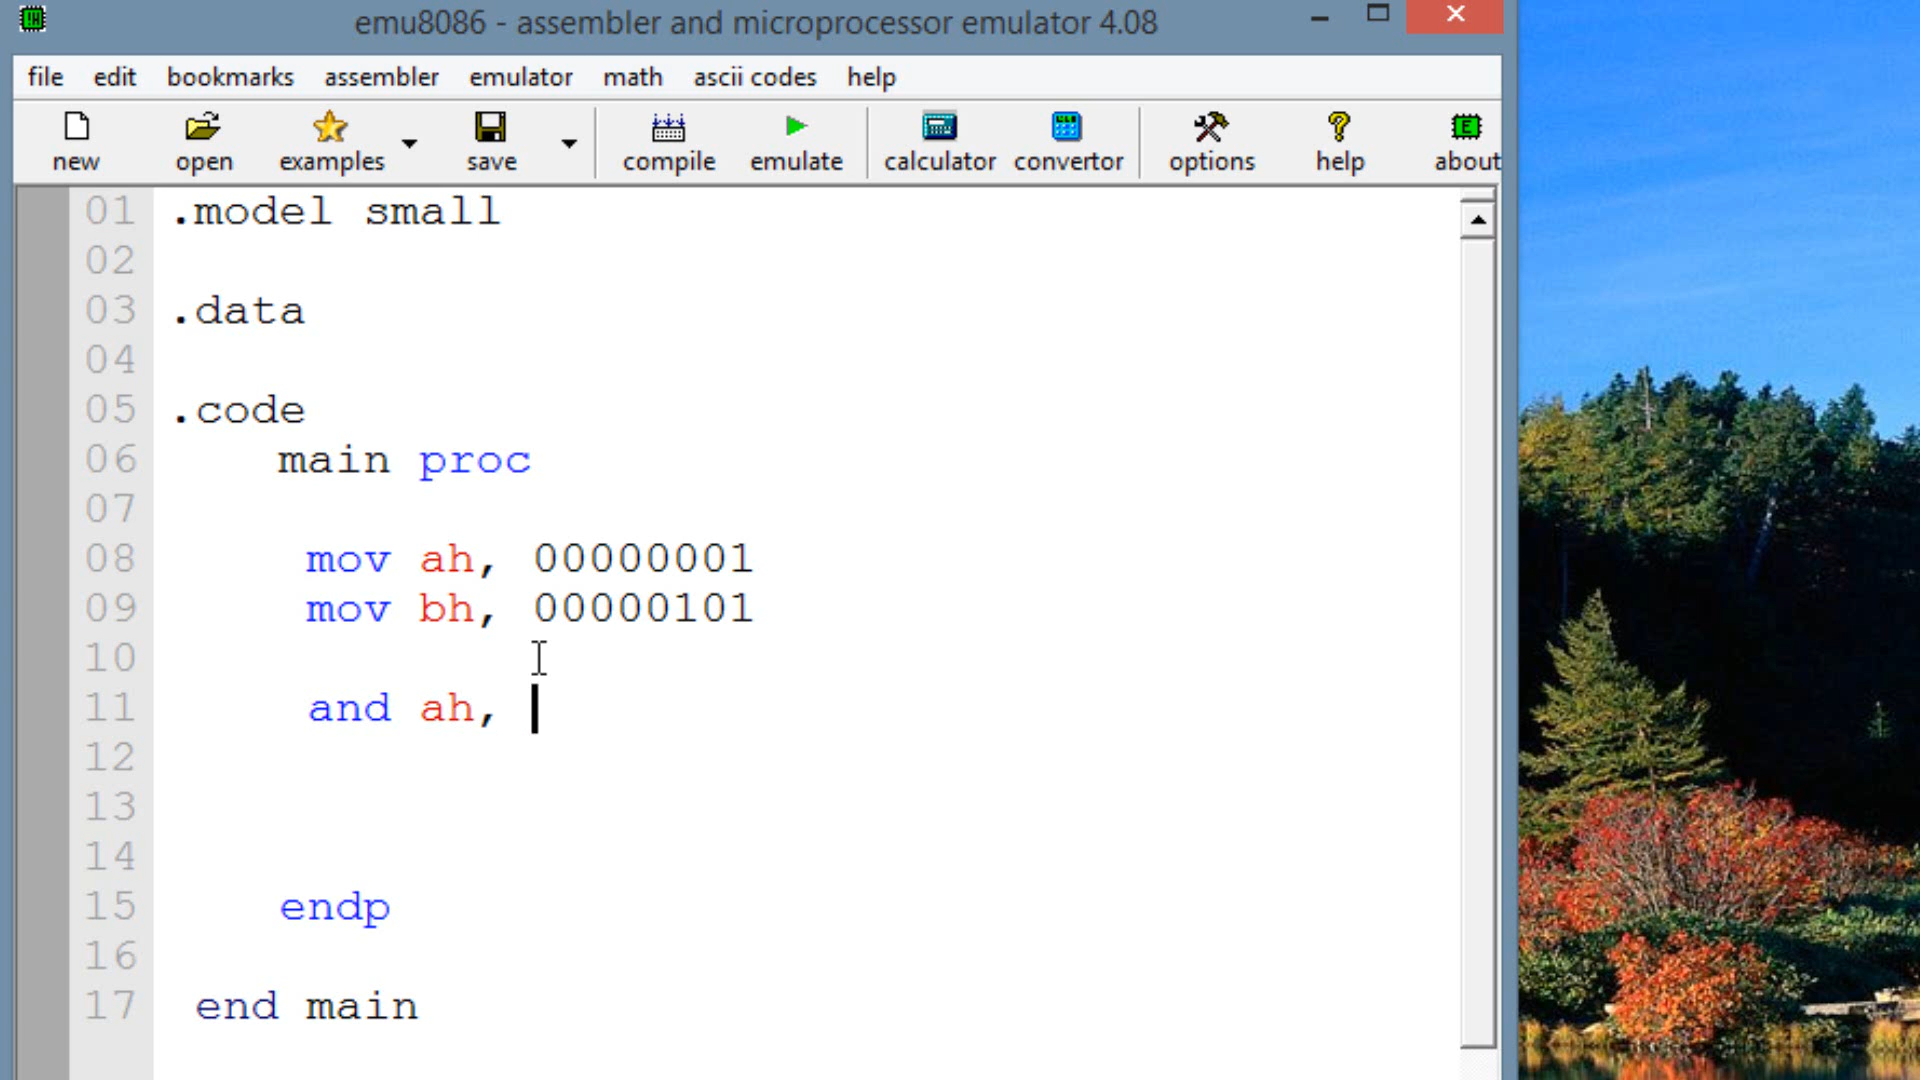 emu8086 - assembler and microprocessor emulator 4.08
file edit bookmarks assembler emulator math ascii codes help
new open examples save compile emulate calculator convertor options help about
01 .model small
02
03 .data
04
05 .code
06 main proc
07
08 mov ah, 00000001
09 mov bh, 00000101
10
11 and ah,
12
13
14
15 endp
16
17 end main